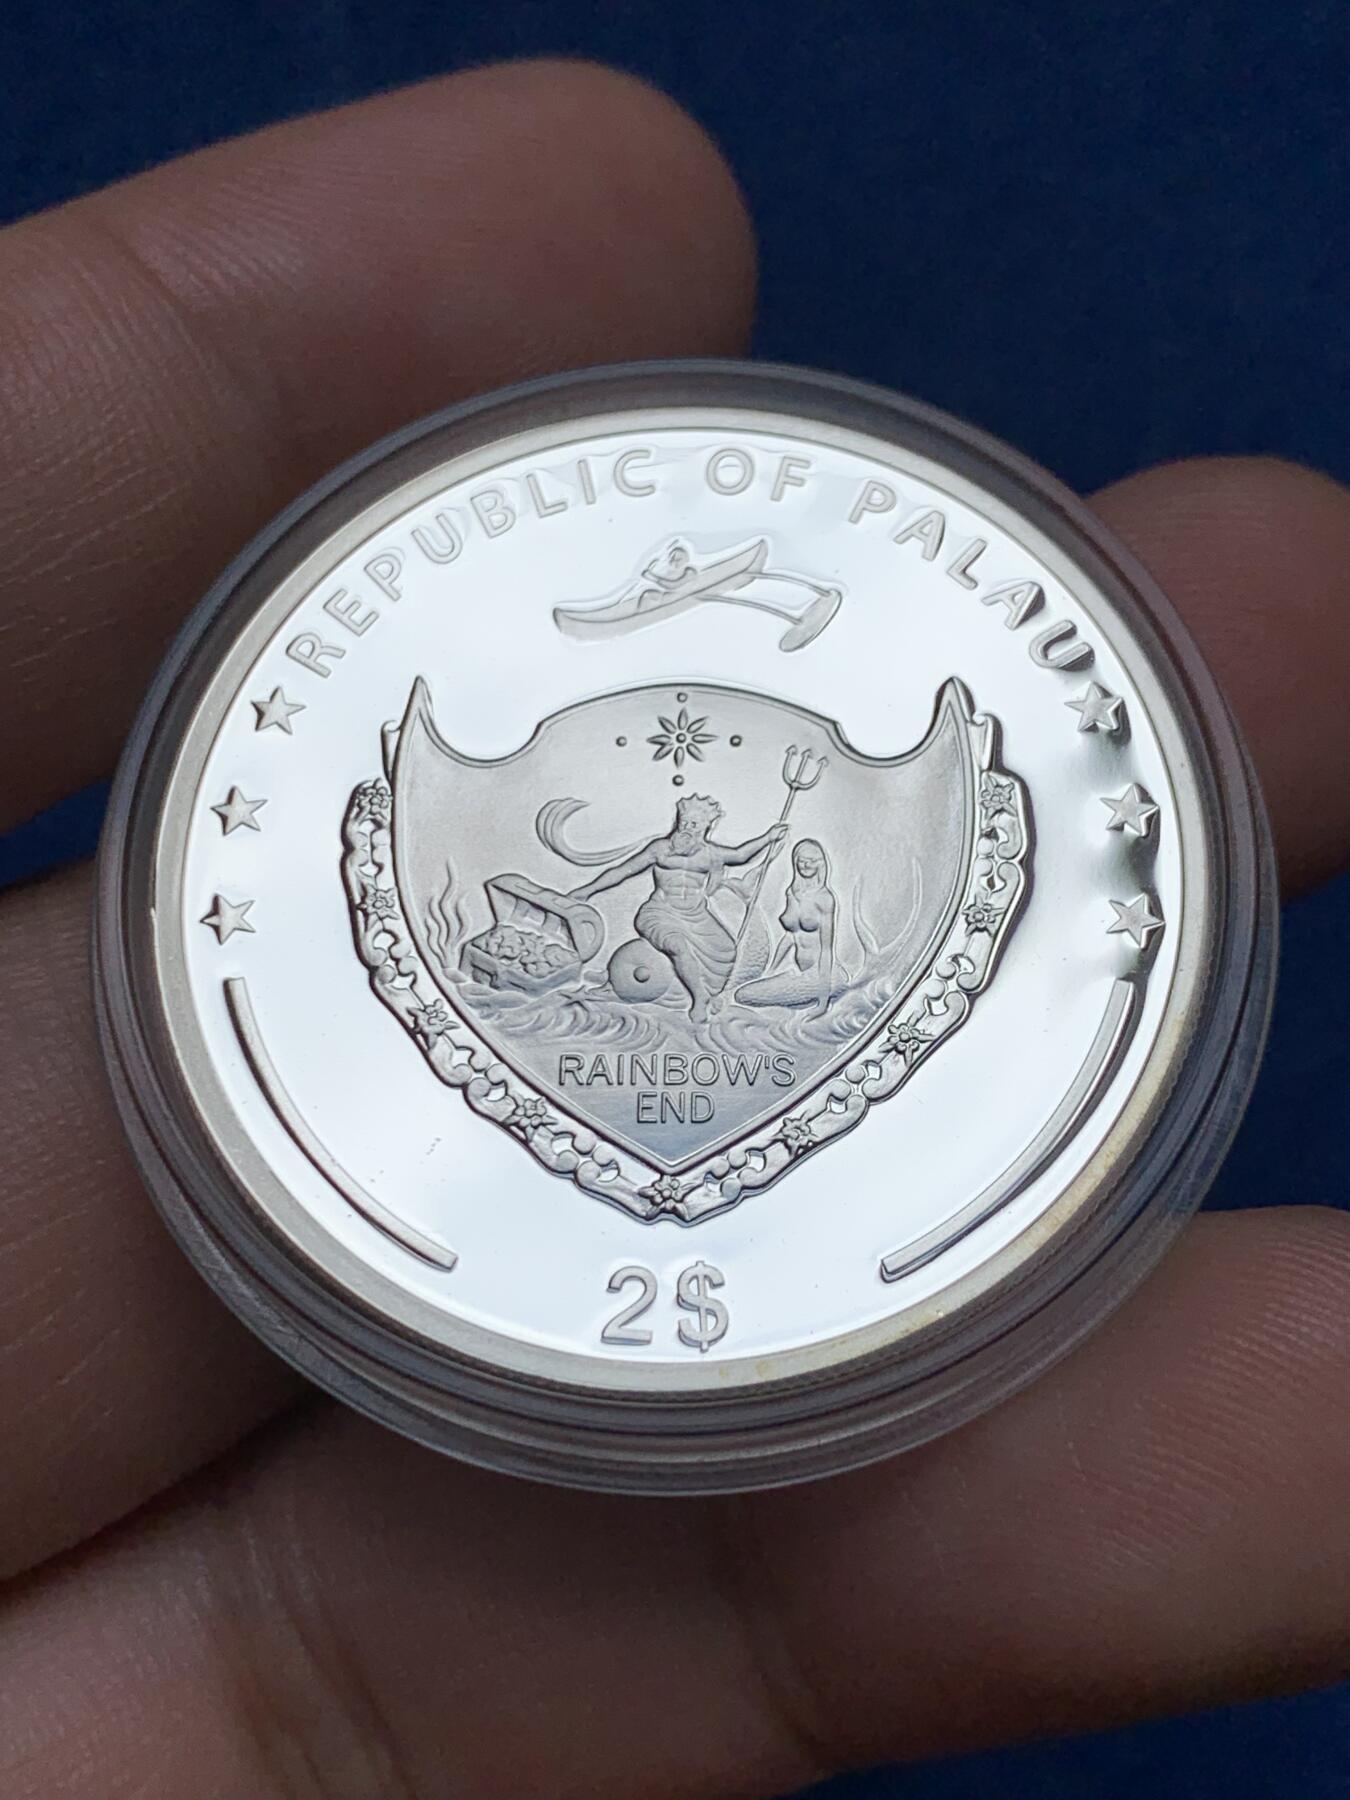 REPUBLIC OF PALAU
RAINBOW'S
END
2$